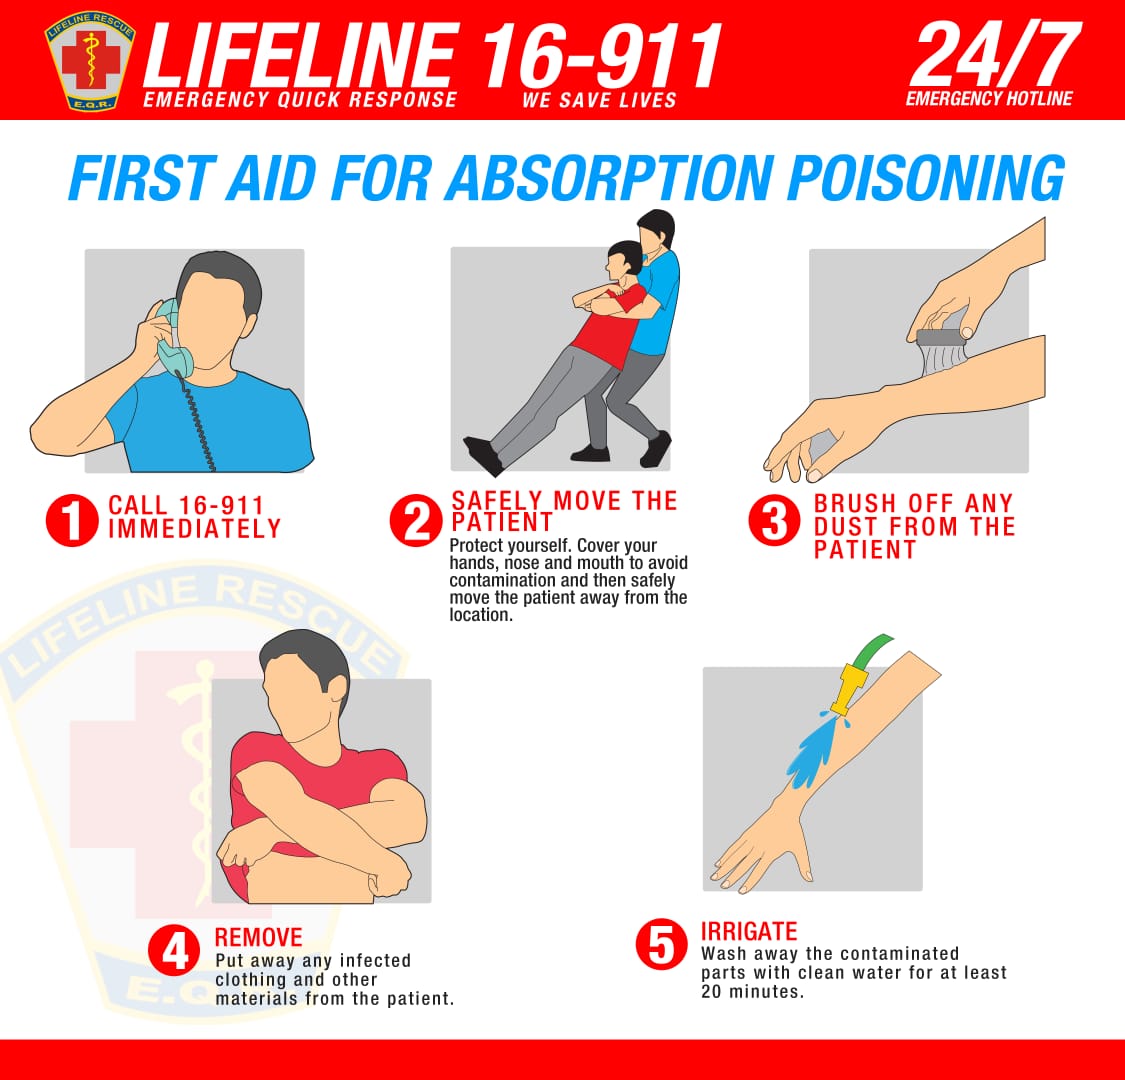 LIFELINE RESCUE
E.Q.R.
LIFELINE 16-911
EMERGENCY QUICK RESPONSE
WE SAVE LIVES
24/7
EMERGENCY HOTLINE
FIRST AID FOR ABSORPTION POISONING
1
CALL 16-911
IMMEDIATELY
2
SAFELY MOVE THE
PATIENT
Protect yourself. Cover your
hands, nose and mouth to avoid
contamination and then safely
move the patient away from the
location.
3
BRUSH OFF ANY
DUST FROM THE
PATIENT
LIFELINE RESCUE
E.Q.R.
4
REMOVE
Put away any infected
clothing and other
materials from the patient.
5
IRRIGATE
Wash away the contaminated
parts with clean water for at least
20 minutes.